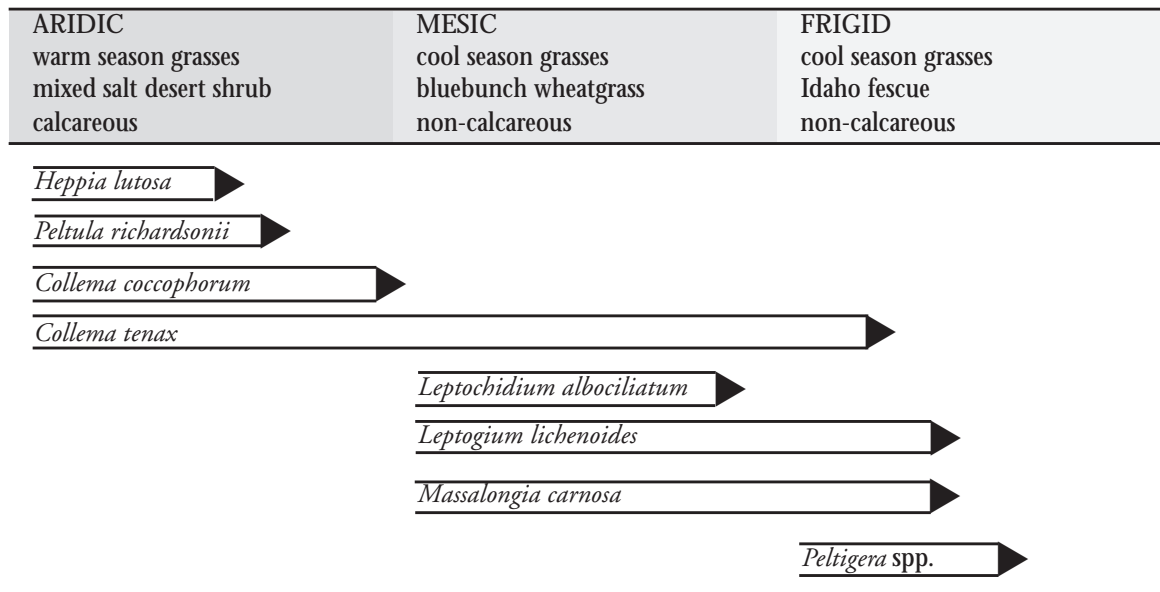 ARIDIC
warm season grasses
mixed salt desert shrub
calcareous
MESIC
cool season grasses
bluebunch wheatgrass
non-calcareous
FRIGID
cool season grasses
Idaho fescue
non-calcareous
Heppia lutosa
Peltula richardsonii
Collema coccophorum
Collema tenax
Leptochidium albociliatum
Leptogium lichenoides
Massalongia carnosa
Peltigera spp.